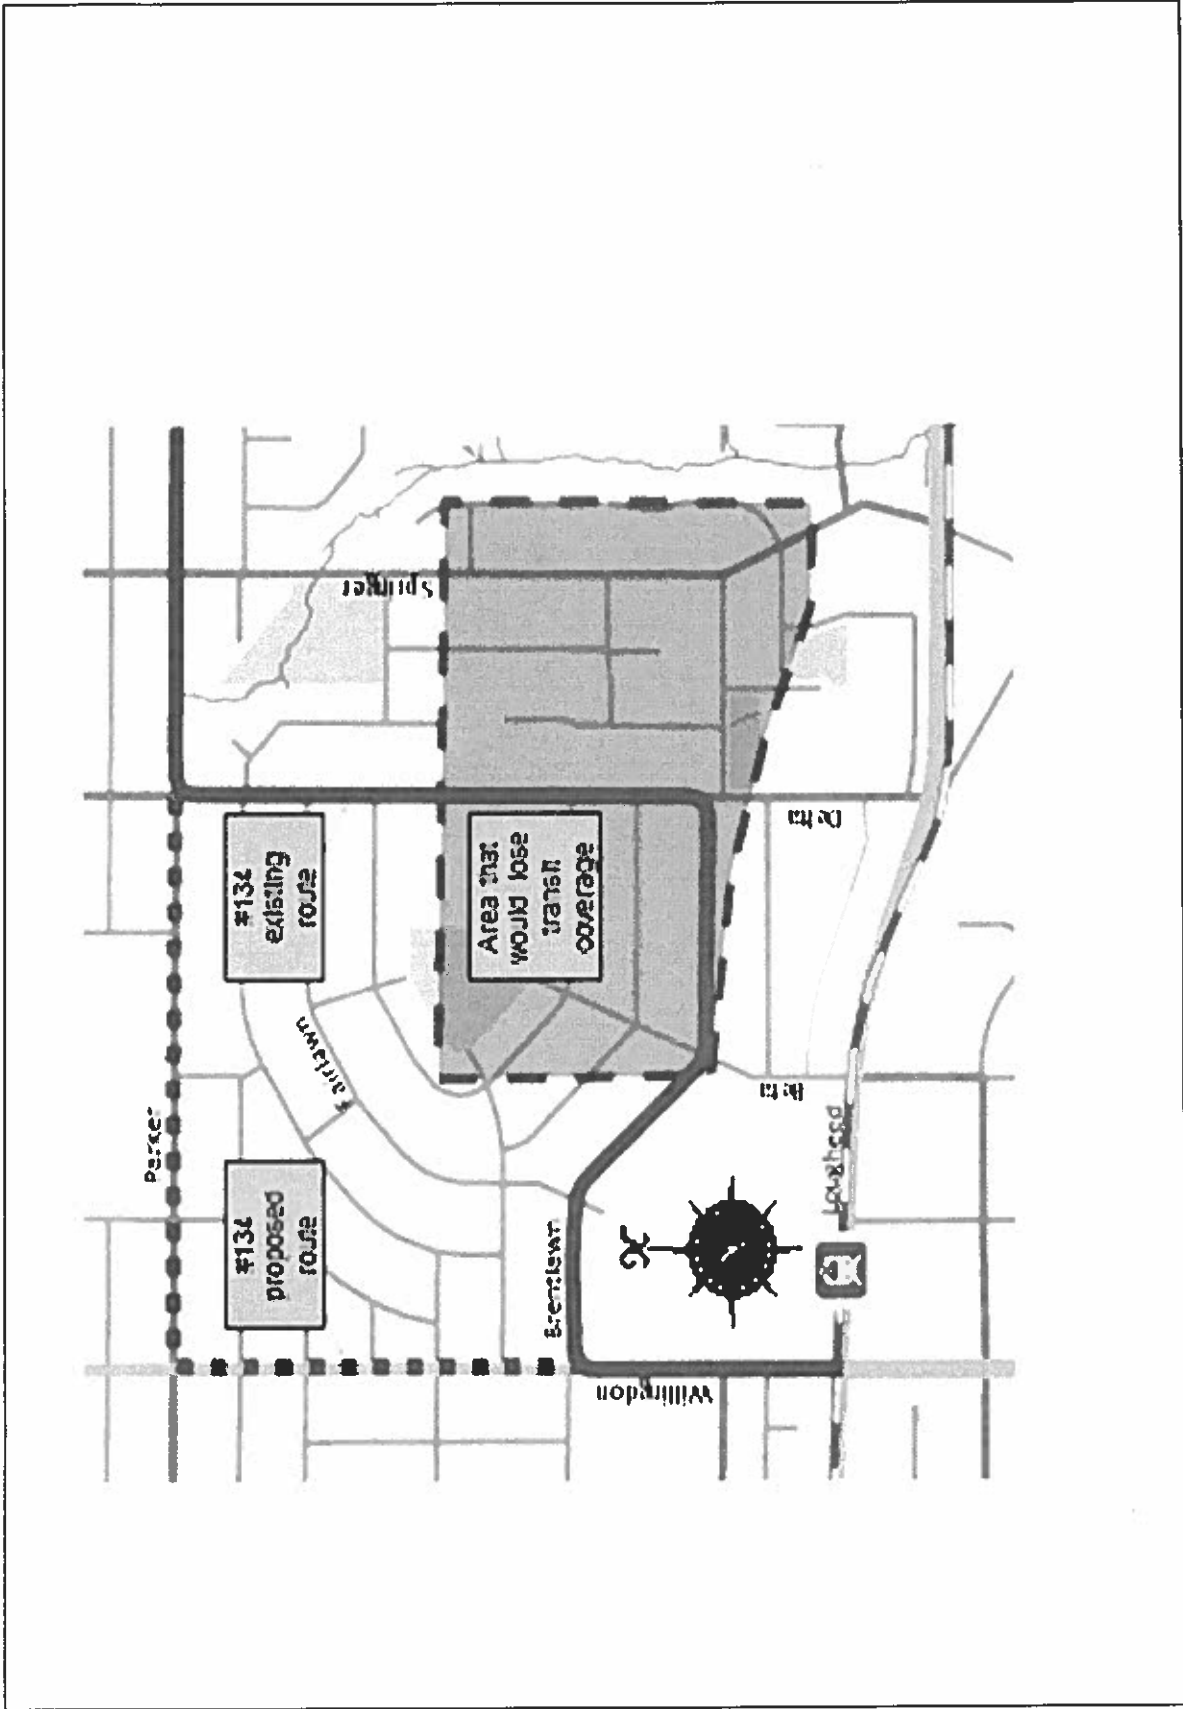 Parker
#134
proposed
route
#134
existing
route
Fairlawn
Springer
Area that
would lose
transit
coverage
Brentlawn
Willingdon
Beta
Delta
Lougheed